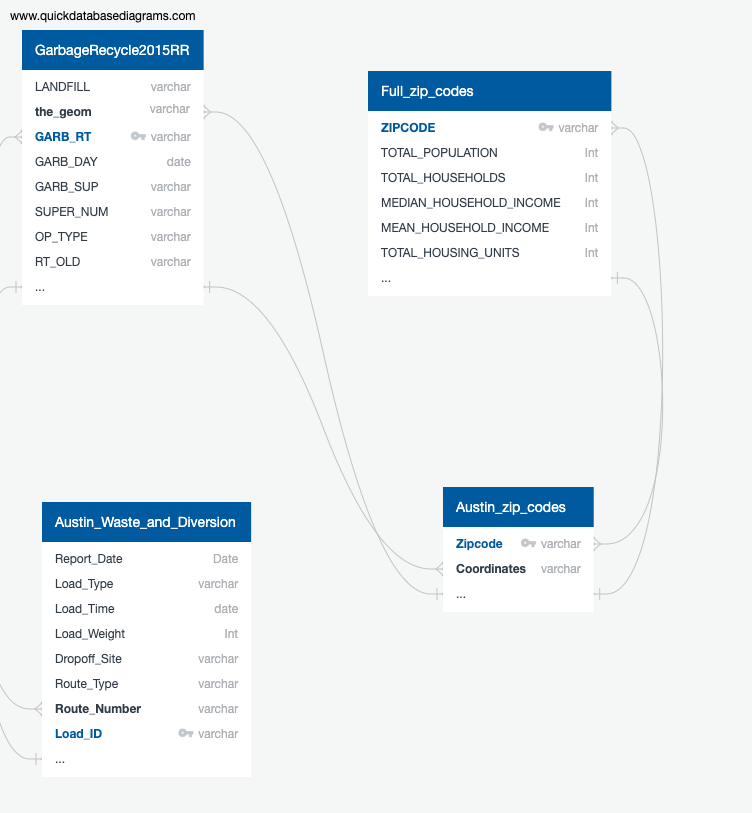 www.quickdatabasediagrams.com
GarbageRecycle2015RR
LANDFILL varchar
the_geom varchar
GARB_RT varchar
GARB_DAY date
GARB_SUP varchar
SUPER_NUM varchar
OP_TYPE varchar
RT_OLD varchar
...
Full_zip_codes
ZIPCODE varchar
TOTAL_POPULATION Int
TOTAL_HOUSEHOLDS Int
MEDIAN_HOUSEHOLD_INCOME Int
MEAN_HOUSEHOLD_INCOME Int
TOTAL_HOUSING_UNITS Int
...
Austin_Waste_and_Diversion
Report_Date Date
Load_Type varchar
Load_Time date
Load_Weight Int
Dropoff_Site varchar
Route_Type varchar
Route_Number varchar
Load_ID varchar
...
Austin_zip_codes
Zipcode varchar
Coordinates varchar
...